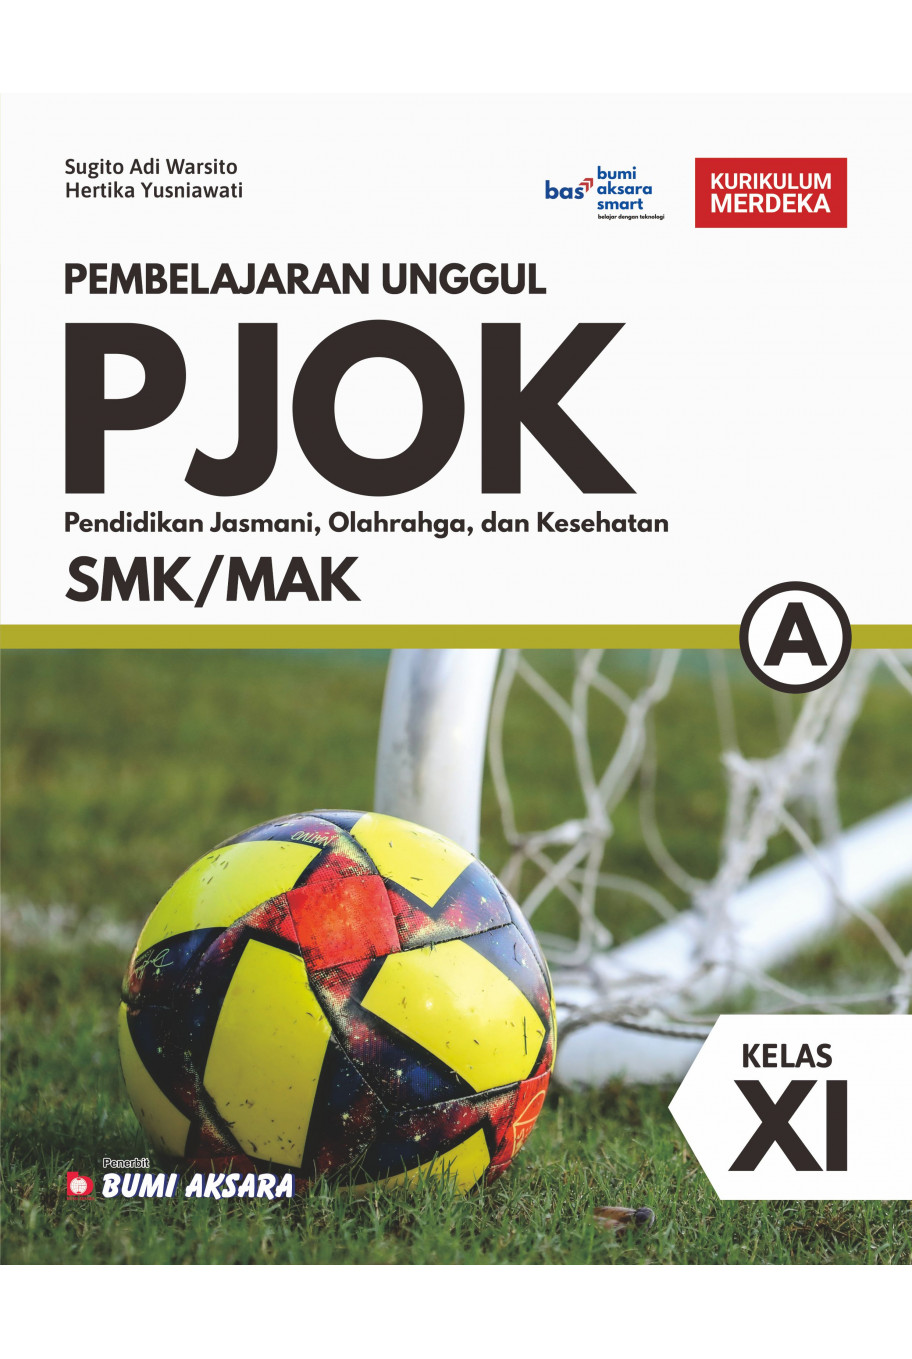 Sugito Adi Warsito
Hertika Yusniawati
bas
bumi
aksara
smart
belajar dengan teknologi
KURIKULUM
MERDEKA
PEMBELAJARAN UNGGUL
PJOK
Pendidikan Jasmani, Olahrahga, dan Kesehatan
SMK/MAK
A
KELAS
XI
Penerbit
BUMI AKSARA